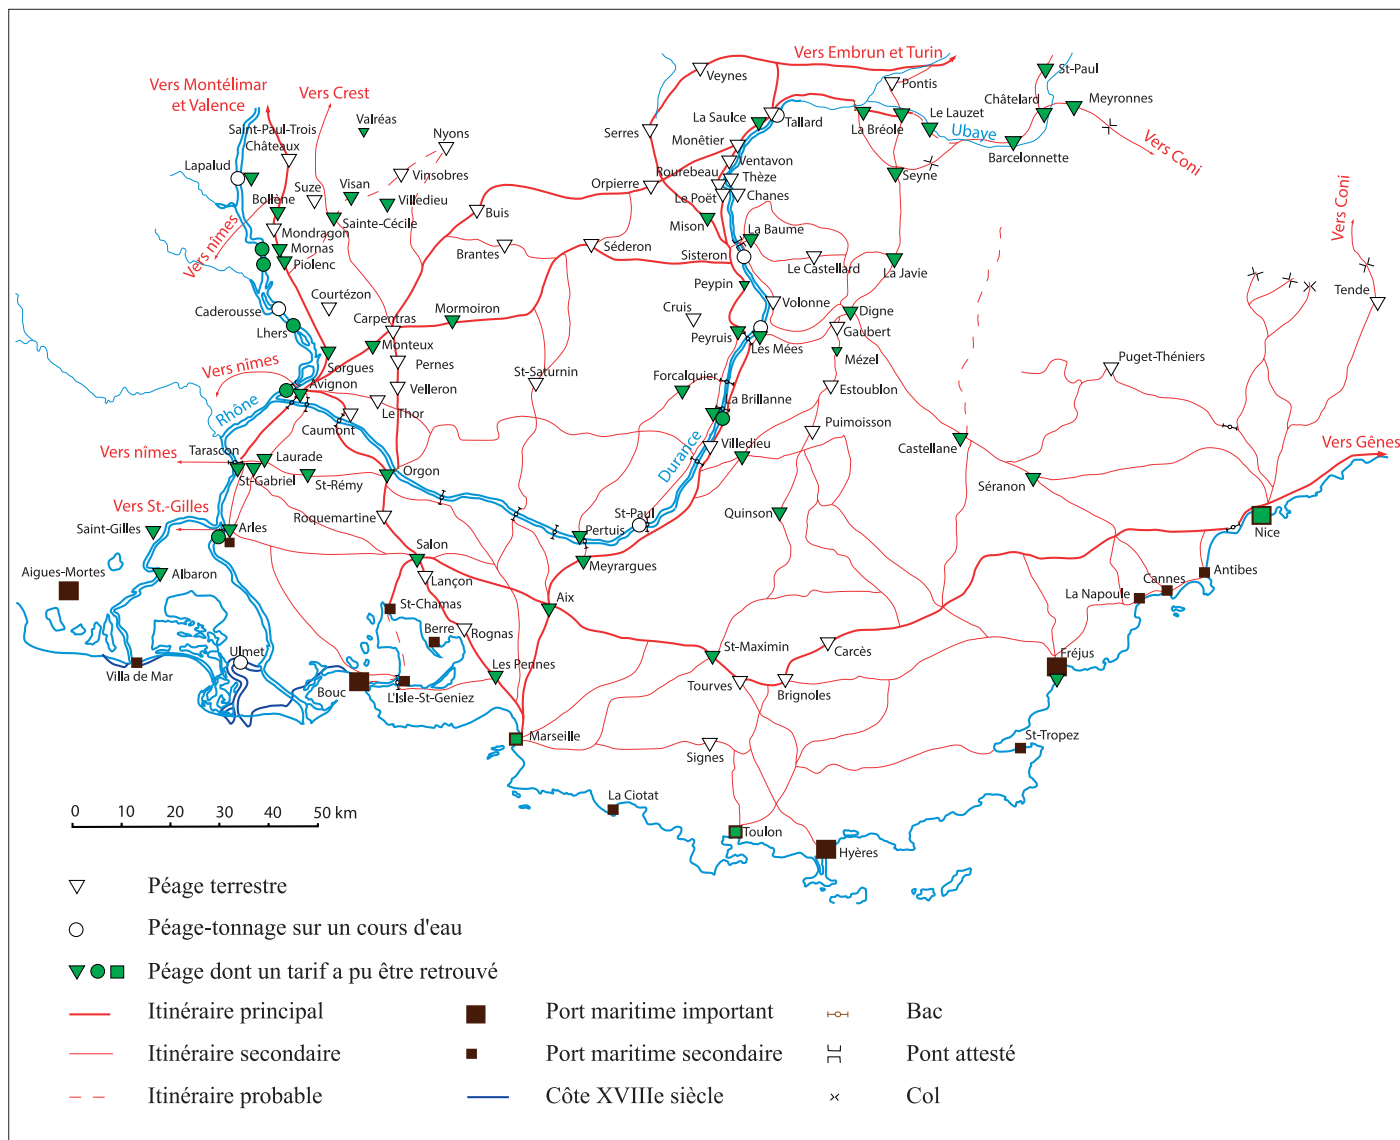 Vers Embrun et Turin
Veynes
Pontis
St-Paul
Vers Montélimar
et Valence
Vers Crest
Châtelard
Meyronnes
Valréas
Nyons
La Saulce
Tallard
La Bréole
Le Lauzet
Ubaye
Saint-Paul-Trois
Châteaux
Serres
Monêtier
Barcelonnette
Vers Coni
Lapalud
Suze
Visan
Vinsobres
Orpierre
Ventavon
Rourebeau
Thèze
Seyne
Bollène
Villedieu
Buis
Le Poët
Chanes
Vers Coni
Mondragon
Sainte-Cécile
Mison
La Baume
Vers nîmes
Mornas
Piolenc
Brantes
Séderon
Sisteron
Le Castellard
La Javie
Courtézon
Peypin
Tende
Caderousse
Carpentras
Mormoiron
Cruis
Volonne
Digne
Lhers
Monteux
Peyruis
Les Mées
Gaubert
Mézel
Puget-Théniers
Vers nîmes
Sorgues
Pernes
St-Saturnin
Forcalquier
Estoublon
Avignon
Velleron
La Brillanne
Rhône
Le Thor
Caumont
Puimoisson
Vers nîmes
Tarascon
Laurade
Durance
Villedieu
Castellane
Vers Gênes
St-Gabriel
St-Rémy
Orgon
Séranon
Vers St.-Gilles
Roquemartine
St-Paul
Quinson
Saint-Gilles
Arles
Pertuis
Nice
Salon
Meyrargues
Aigues-Mortes
Albaron
Lançon
Antibes
Cannes
La Napoule
St-Chamas
Aix
Berre
Rognas
Ulmet
St-Maximin
Carcès
Fréjus
Villa de Mar
Bouc
L'Isle-St-Geniez
Les Pennes
Tourves
Brignoles
Marseille
Signes
St-Tropez
La Ciotat
Toulon
Hyères
0 10 20 30 40 50 km
Péage terrestre
Péage-tonnage sur un cours d'eau
Péage dont un tarif a pu être retrouvé
Itinéraire principal
Port maritime important
Bac
Itinéraire secondaire
Port maritime secondaire
Pont attesté
Itinéraire probable
Côte XVIIIe siècle
Col